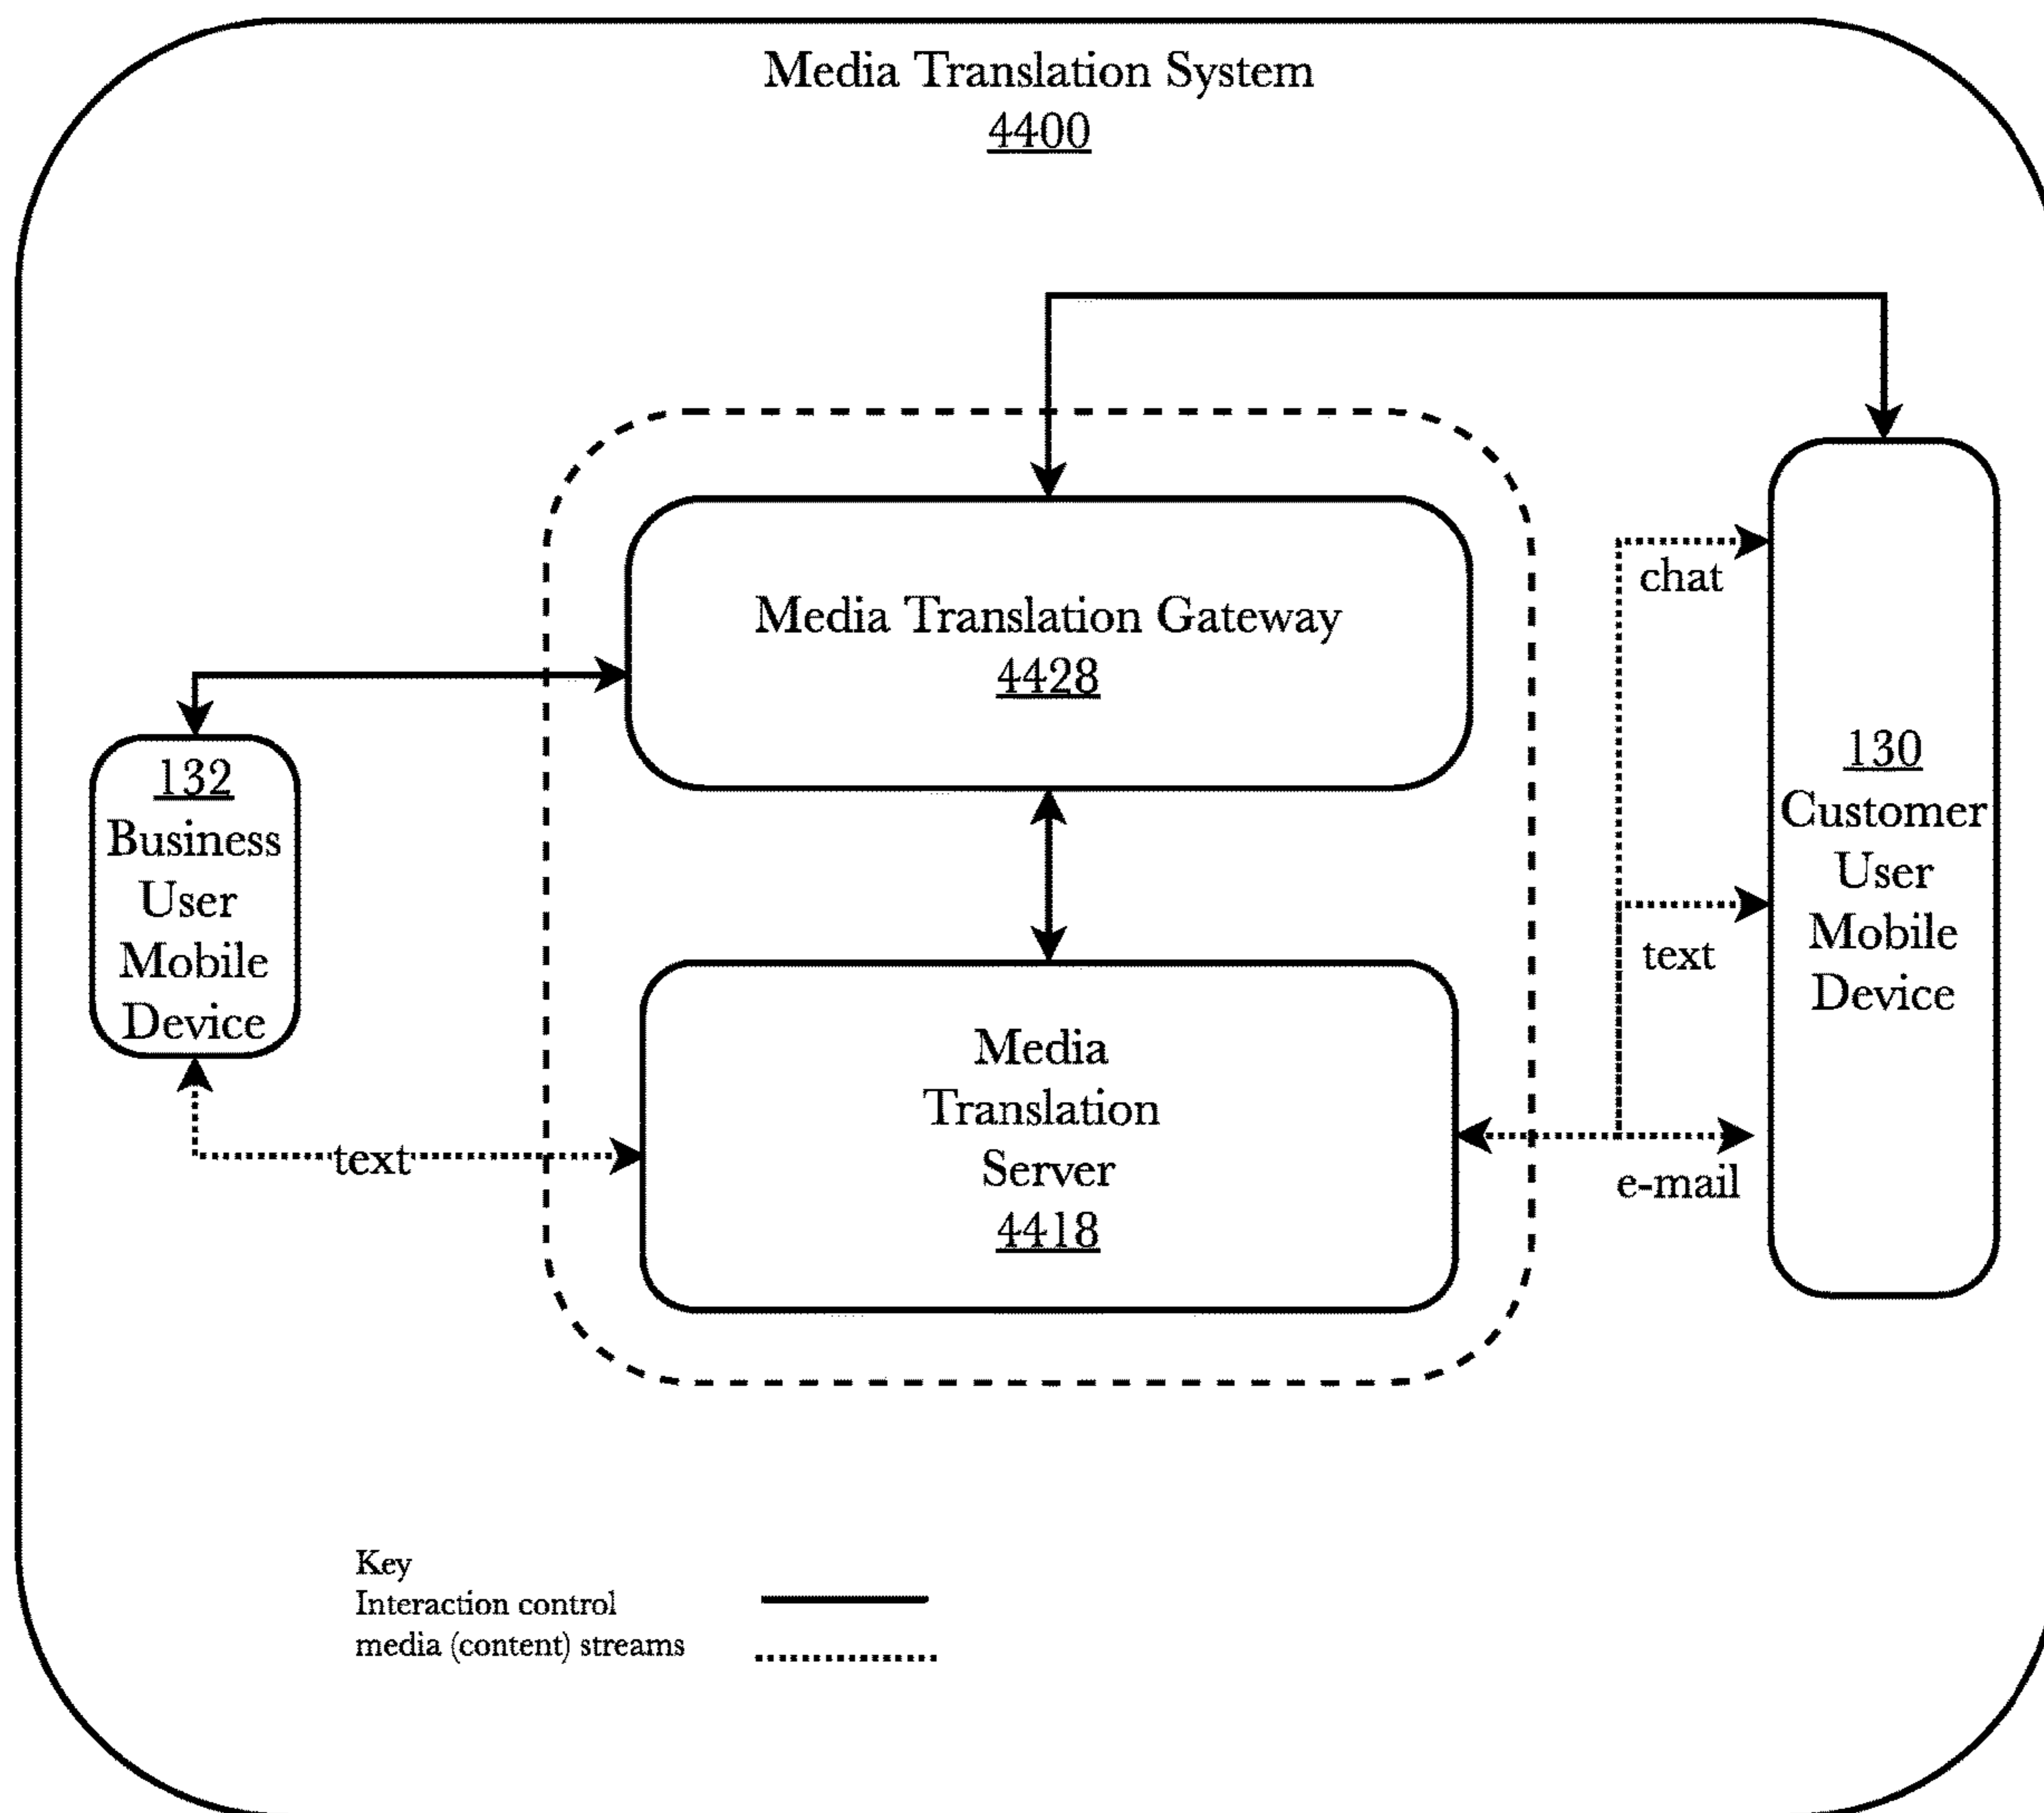 Media Translation System
4400
chat
Media Translation Gateway
4428
132
Business
User
Mobile
Device
130
Customer
User
Mobile
Device
text
Media
Translation
Server
4418
text
e-mail
Key
Interaction control
media (content) streams